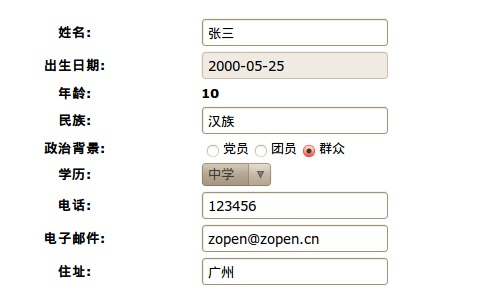 姓名: 张三
出生日期: 2000-05-25
年龄: 10
民族: 汉族
政治背景: 党员 团员 群众
学历: 中学
电话: 123456
电子邮件: zopen@zopen.cn
住址: 广州